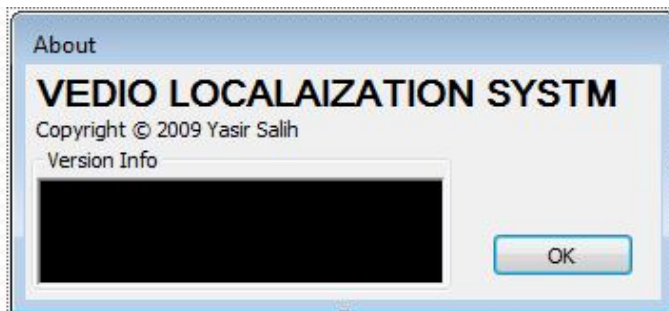 About
VEDIO LOCALAIZATION SYSTM
Copyright © 2009 Yasir Salih
Version Info
OK